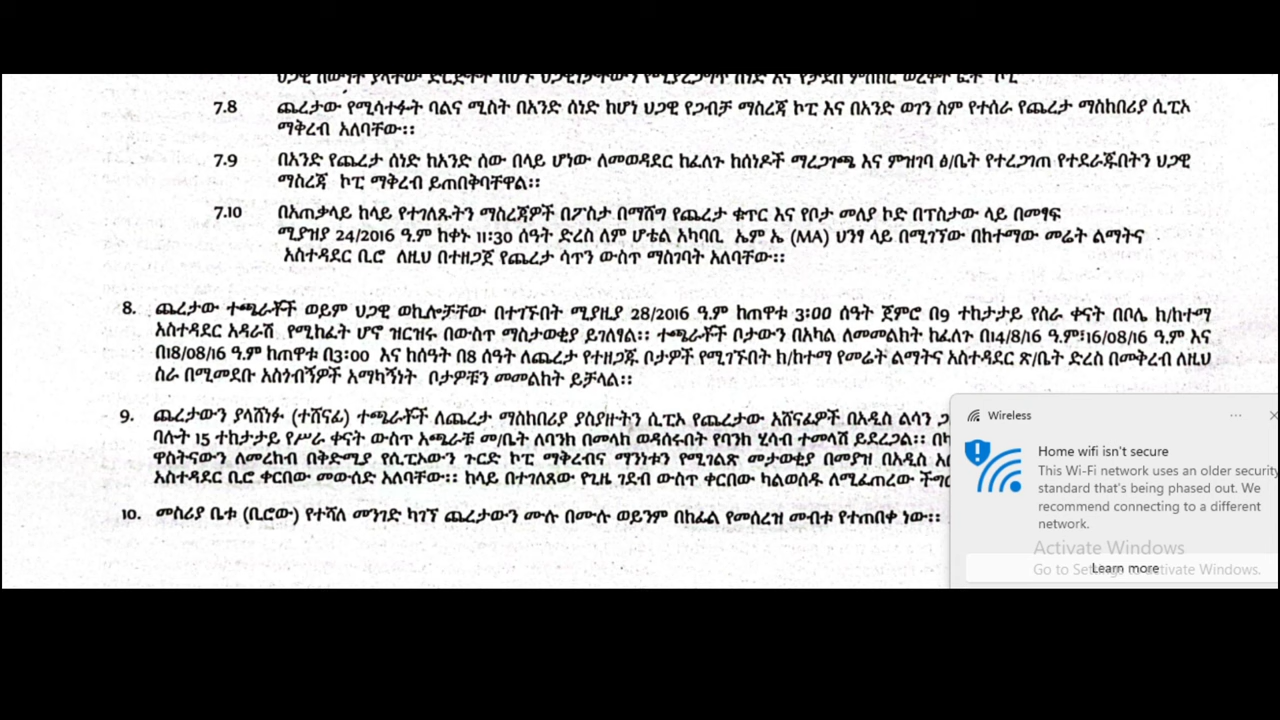 7.8 ጨረታው የሚሳተፉት ባልና ሚስት በአንድ ሰነድ ከሆነ ህጋዊ የጋብቻ ማስረጃ ኮፒ እና በአንድ ወገን ስም የተሰራ የጨረታ ማስከበሪያ ሲፒኦ
ማቅረብ አለባቸው፡፡
7.9 በአንድ የጨረታ ሰነድ ከአንድ ሰው በላይ ሆነው ለመወዳደር ከፈለጉ ከሰነዶች ማረጋገጫ እና ምዝገባ ፅ/ቤት የተረጋገጠ የተደራጁበትን ህጋዊ
ማስረጃ ኮፒ ማቅረብ ይጠበቅባቸዋል፡፡
7.10 በአጠቃላይ ከላይ የተገለጹትን ማስረጃዎች በፖስታ በማሸግ የጨረታ ቁጥር እና የቦታ መለያ ኮድ በፐስታው ላይ በመፃፍ
ሚያዝያ 24/2016 ዓ.ም ከቀኑ 11:30 ሰዓት ድረስ ለም ሆቴል አካባቢ ኤም ኤ (MA) ህንፃ ላይ በሚገኘው በከተማው መሬት ልማትና
አስተዳደር ቢሮ ለዚህ በተዘጋጀ የጨረታ ሳጥን ውስጥ ማስገባት አለባቸው፡፡
8. ጨረታው ተጫራቾች ወይም ህጋዊ ወኪሎቻቸው በተገኙበት ሚያዚያ 28/2016 ዓ.ም ከጠዋቱ 3፡00 ሰዓት ጀምሮ በ9 ተከታታይ የስራ ቀናት በቦሌ ክ/ከተማ
አስተዳደር አዳራሽ የሚከፈት ሆኖ ዝርዝሩ በውስጥ ማስታወቂያ ይገለፃል፡፡ ተጫራቾች ቦታውን በአካል ለመመልከት ከፈለጉ በ14/8/16 ዓ.ም፣16/08/16 ዓ.ም እና
በ18/08/16 ዓ.ም ከጠዋቱ በ3፡00 እና ከሰዓት በ8 ሰዓት ለጨረታ የተዘጋጁ ቦታዎች የሚገኙበት ክ/ከተማ የመሬት ልማትና አስተዳደር ጽ/ቤት ድረስ በመቅረብ ለዚህ
ስራ በሚመደቡ አስጎብኝዎች አማካኝነት ቦታዎቹን መመልከት ይቻላል፡፡
9. ጨረታውን ያላሸነፉ (ተሸናፊ) ተጫራቾች ለጨረታ ማስከበሪያ ያስያዙትን ሲፒኦ የጨረታው አሸናፊዎች በአዲስ ልሳን
ባሉት 15 ተከታታይ የሥራ ቀናት ውስጥ አጫራቹ መ/ቤት ለባንክ በመላክ ወዳሰሩበት የባንክ ሂሳብ ተመላሽ ይደረጋል፡፡
ዋስትናውን ለመረከብ በቅድሚያ የሲፒኦውን ጉርድ ኮፒ ማቅረብና ማንነቱን የሚገልጽ መታወቂያ በመያዝ በአዲስ
አስተዳደር ቢሮ ቀርበው መውሰድ አለባቸው፡፡ ከላይ በተገለጸው የጊዜ ገደብ ውስጥ ቀርበው ካልወሰዱ ለሚፈጠረው
10. መስሪያ ቤቱ (ቢሮው) የተሻለ መንገድ ካገኘ ጨረታውን ሙሉ በሙሉ ወይንም በከፊል የመሰረዝ መብቱ የተጠበቀ ነው፡፡
Wireless
Home wifi isn't secure
This Wi-Fi network uses an older security
standard that's being phased out. We
recommend connecting to a different
network.
Activate Windows
Go to Settings to activate Windows.
Learn more